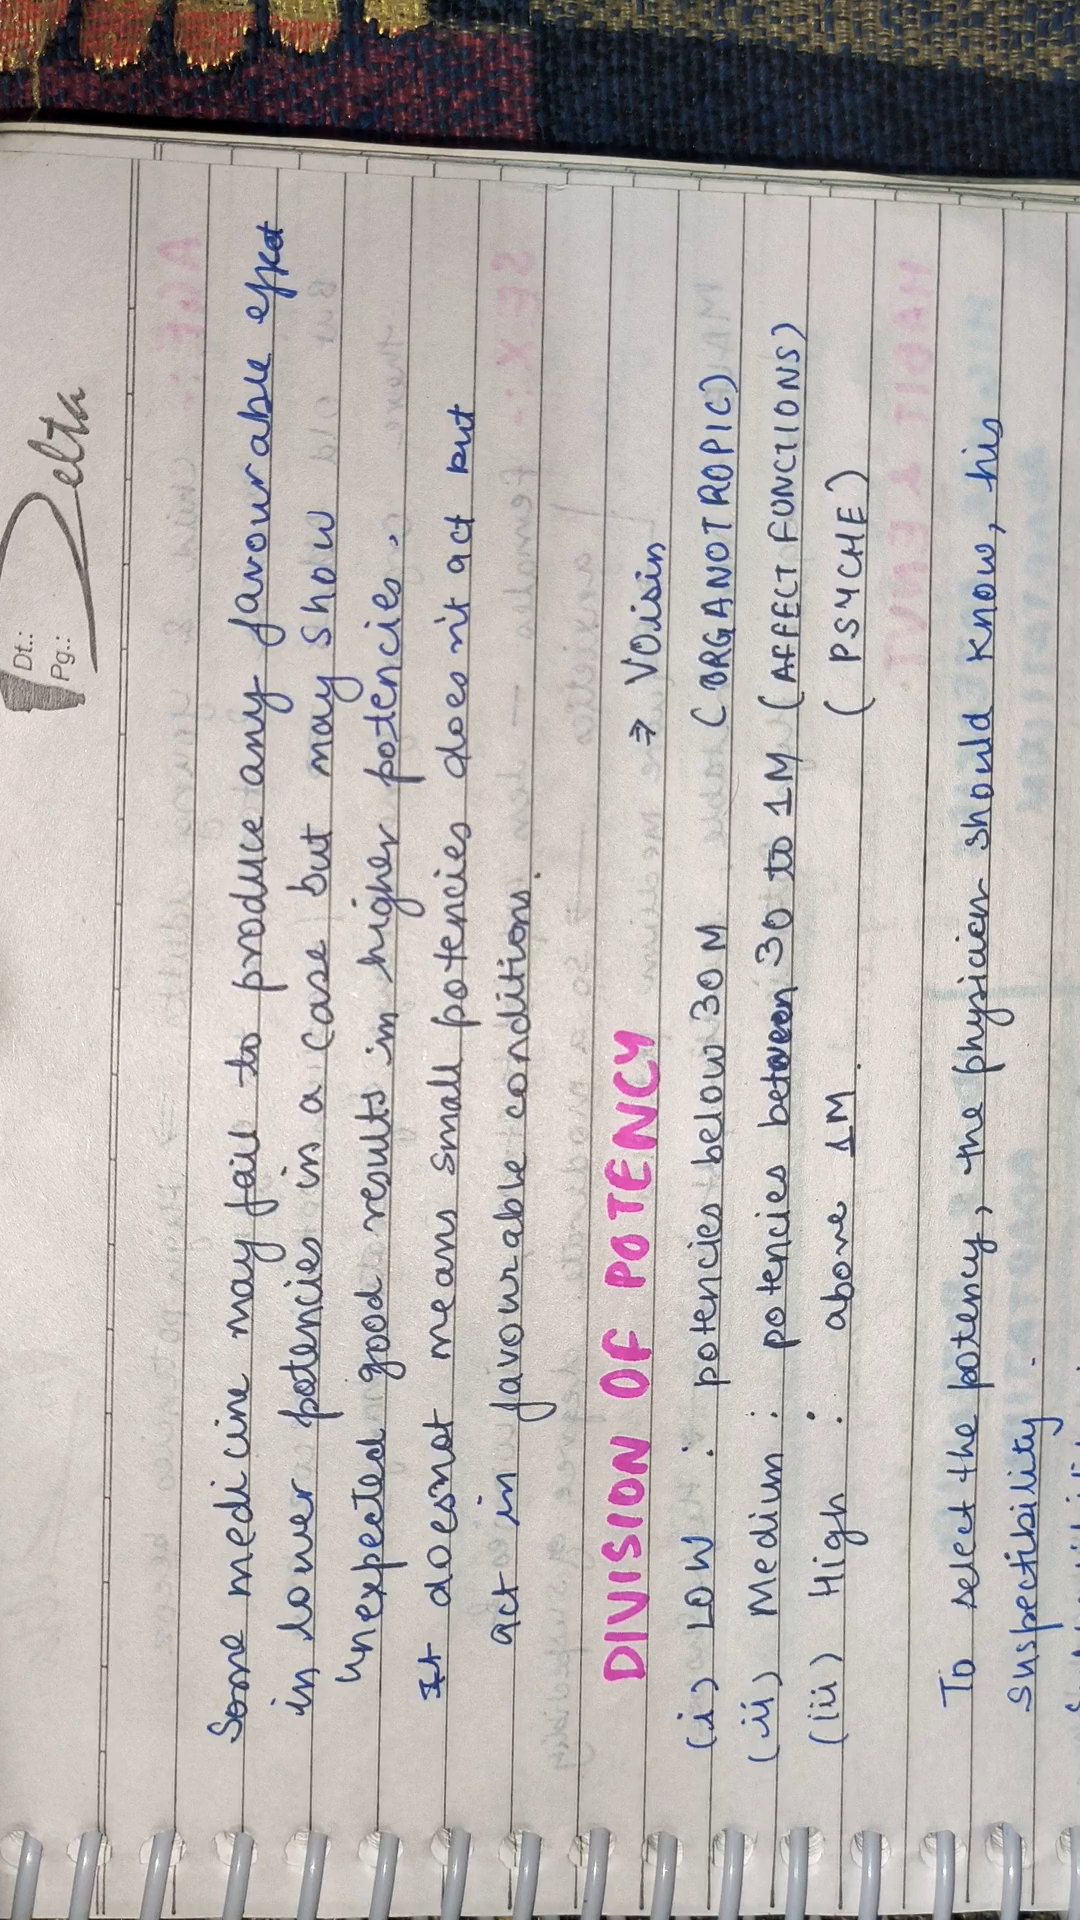 Delta
Dt.:
Pg.:
Some medicine may fail to produce any favourable effect
in lower potencies in a case but may show
unexpected good results in higher potencies.
It doesnot means small potencies does n't act but
act in favourable conditions.
DIVISION OF POTENCY ⇒ VOisin
(i) LOW : potencies below 30 M (ORGANOTROPIC)
(ii) Medium : potencies between 30 to 1M (AFFECT FUNCTIONS)
(iii) High : above 1M. (PSYCHE)
To select the potency, the physician should know, his
suspectibility.